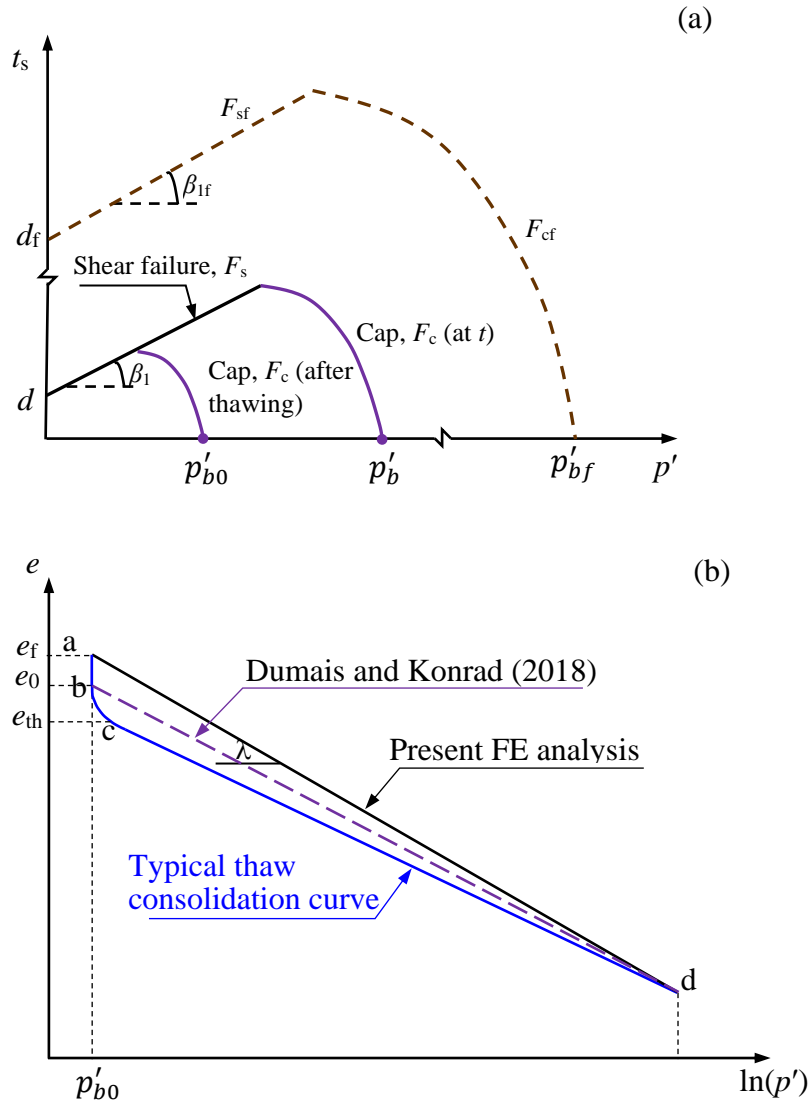 (a)
tₛ
F_sf
β_1f
F_cf
d_f
Shear failure, F_s
Cap, F_c (at t)
β_1
Cap, F_c (after
thawing)
d
p′_b0
p′_b
p′_bf
p′
(b)
e
e_f
a
e_0
b
Dumais and Konrad (2018)
e_th
c
λ
Present FE analysis
Typical thaw
consolidation curve
d
p′_b0
ln(p′)